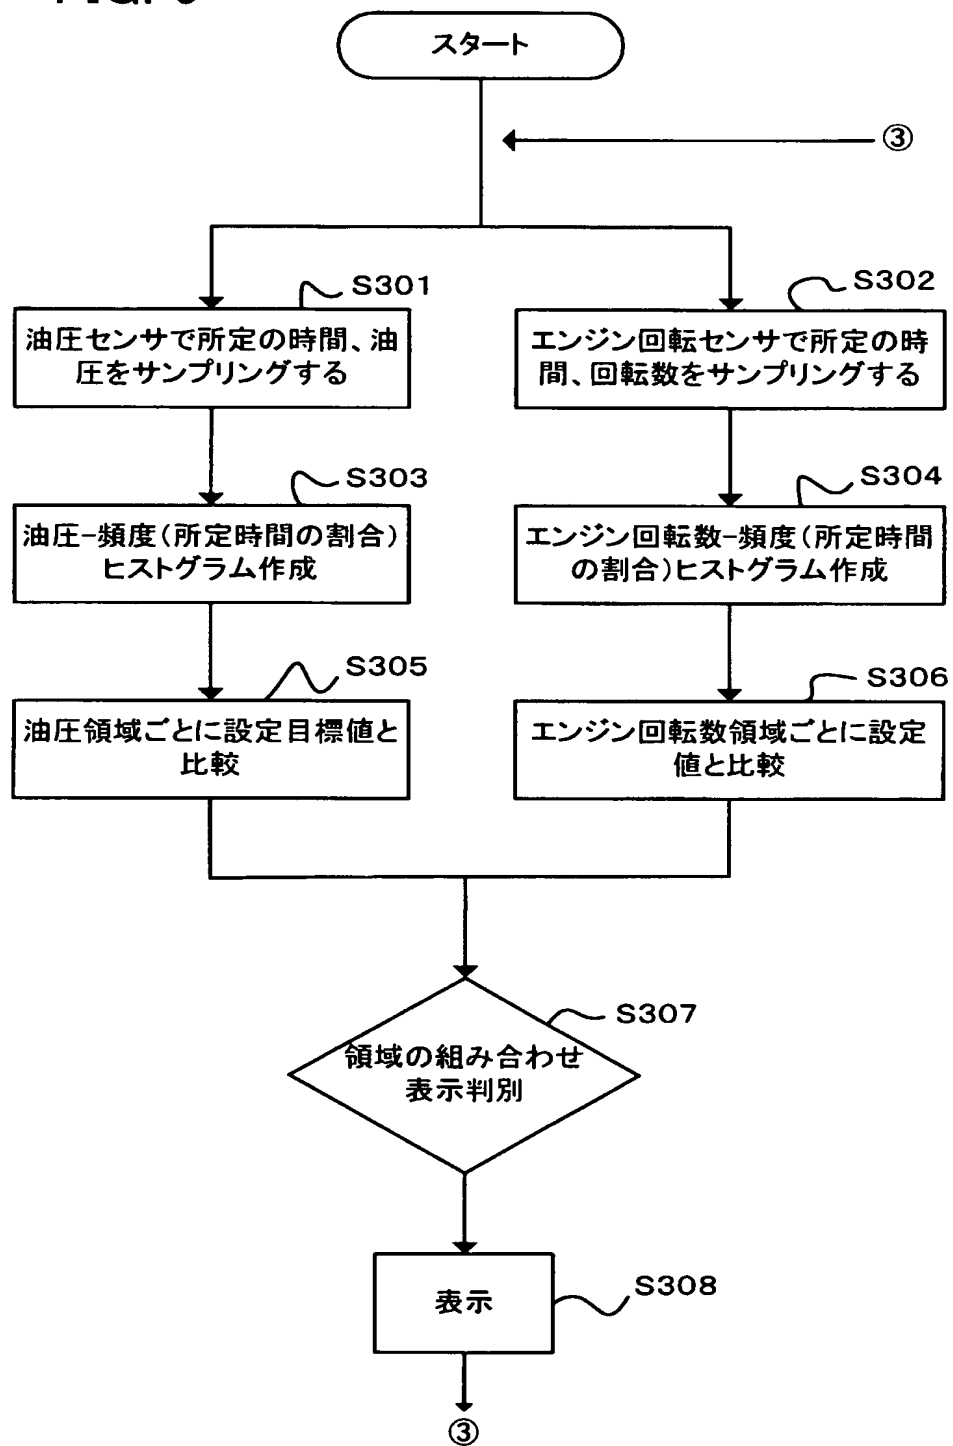 スタート
③
S301
油圧センサで所定の時間、油
圧をサンプリングする
S302
エンジン回転センサで所定の時
間、回転数をサンプリングする
S303
油圧-頻度(所定時間の割合)
ヒストグラム作成
S304
エンジン回転数-頻度(所定時間
の割合)ヒストグラム作成
S305
油圧領域ごとに設定目標値と
比較
S306
エンジン回転数領域ごとに設定
値と比較
S307
領域の組み合わせ
表示判別
S308
表示
③